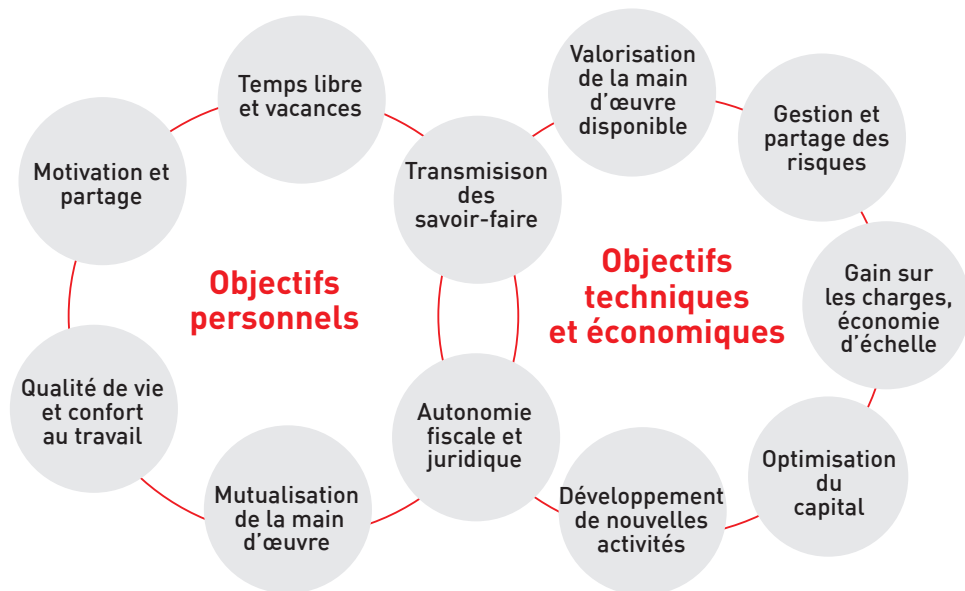 Temps libre
et vacances
Motivation et
partage
Transmisison
des
savoir-faire
Objectifs
personnels
Qualité de vie
et confort
au travail
Mutualisation
de la main
d’œuvre
Autonomie
fiscale et
juridique
Valorisation
de la main
d’œuvre
disponible
Gestion et
partage des
risques
Objectifs
techniques
et économiques
Gain sur
les charges,
économie
d’échelle
Optimisation
du
capital
Développement
de nouvelles
activités